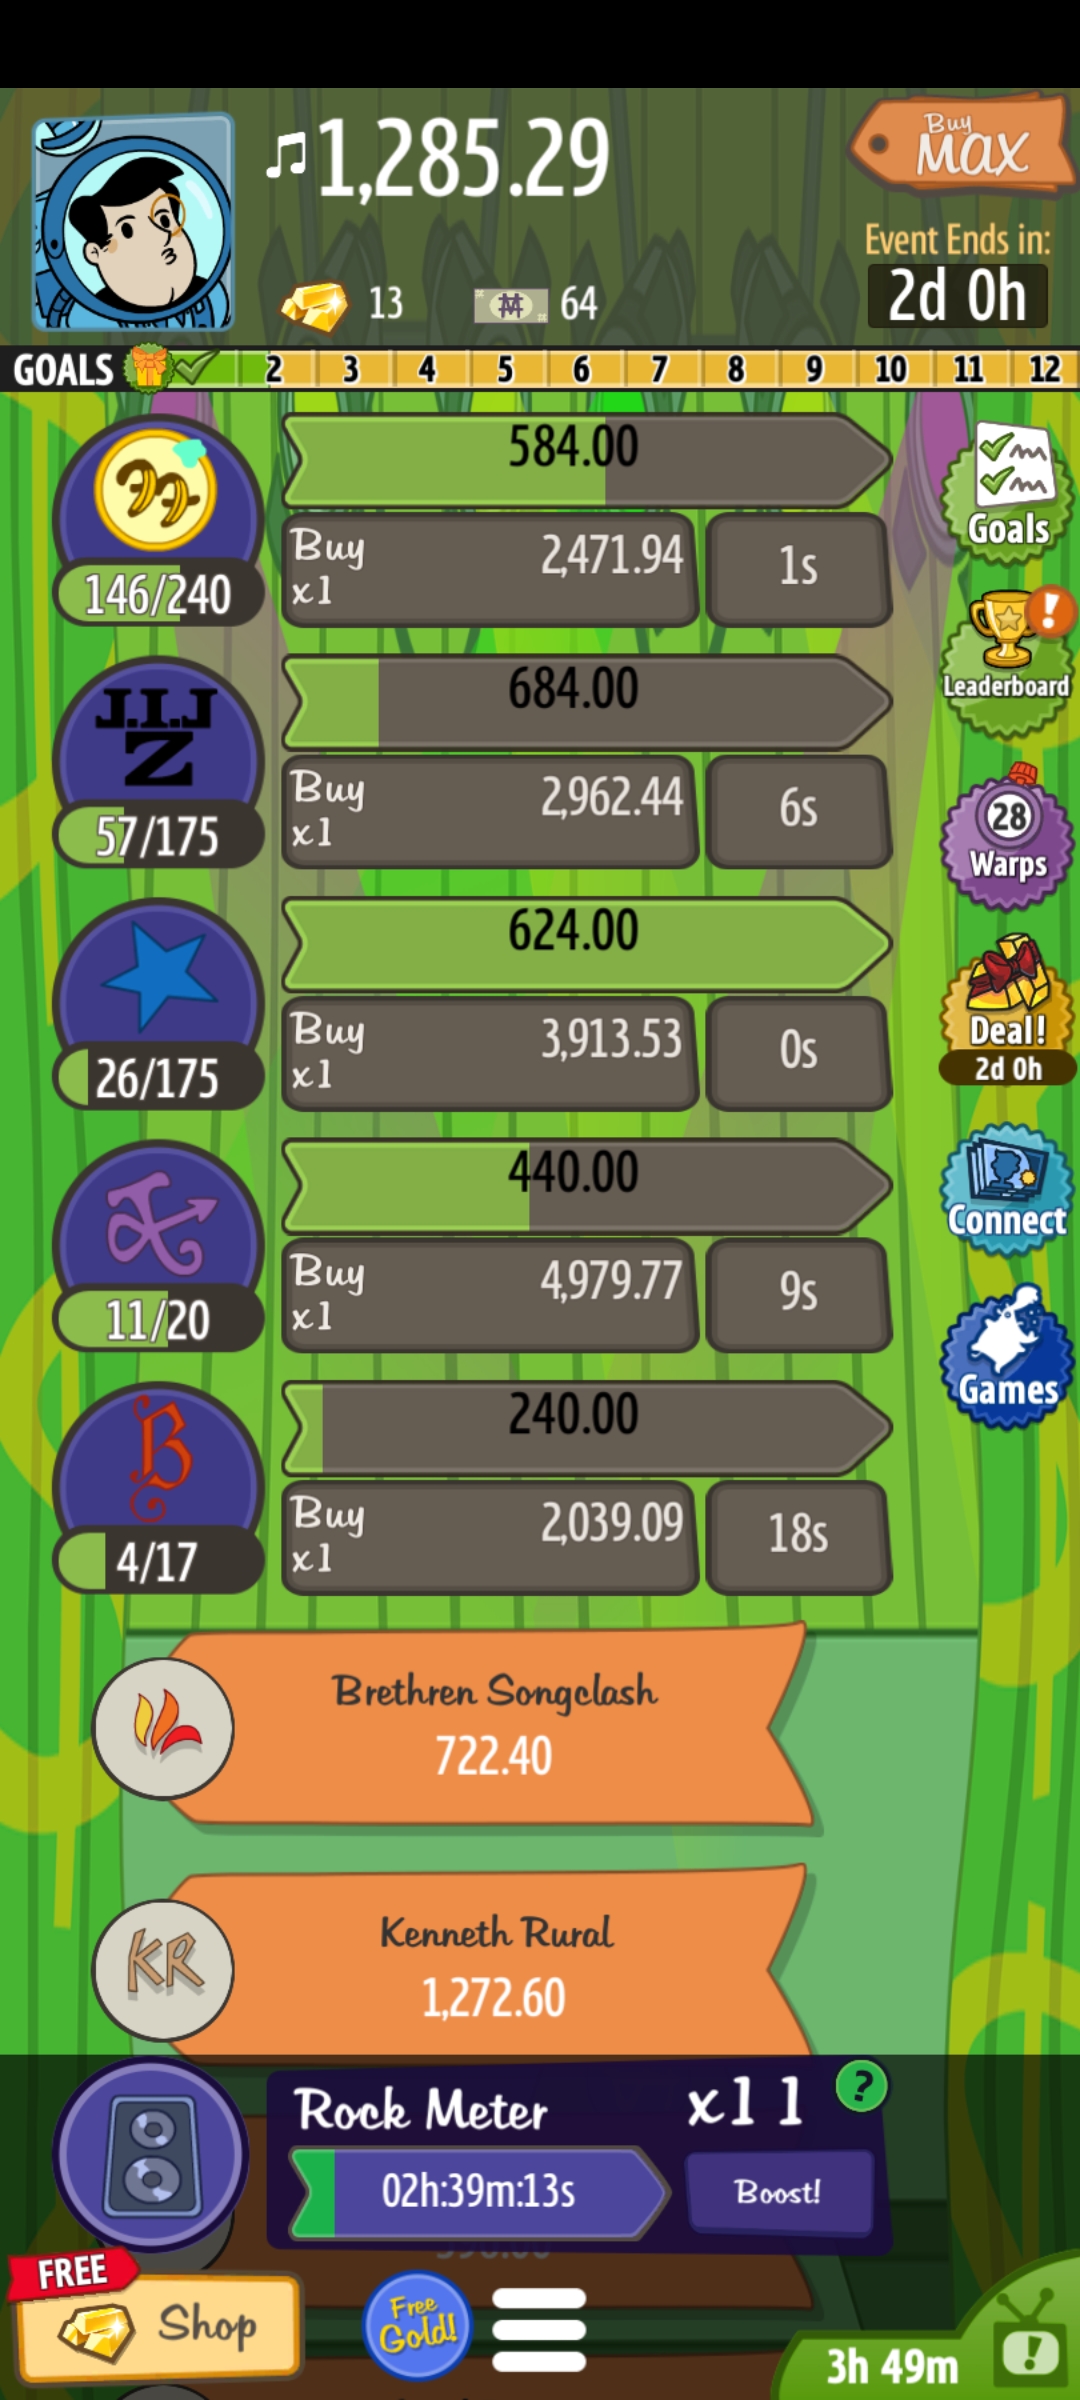 ♫1,285.29
Buy
MAX
Event Ends in:
2d 0h
13
64
GOALS 2 3 4 5 6 7 8 9 10 11 12
584.00
Buy
x1
2,471.94
1s
146/240
Goals
J.I.J
Z
684.00
Buy
x1
2,962.44
6s
57/175
Leaderboard
28
Warps
624.00
Buy
x1
3,913.53
0s
26/175
Deal!
2d 0h
440.00
Buy
x1
4,979.77
9s
11/20
Connect
B
240.00
Buy
x1
2,039.09
18s
4/17
Games
Brethren Songclash
722.40
KR
Kenneth Rural
1,272.60
Rock Meter
x11
?
02h:39m:13s
Boost!
FREE
Shop
Free
Gold!
3h 49m